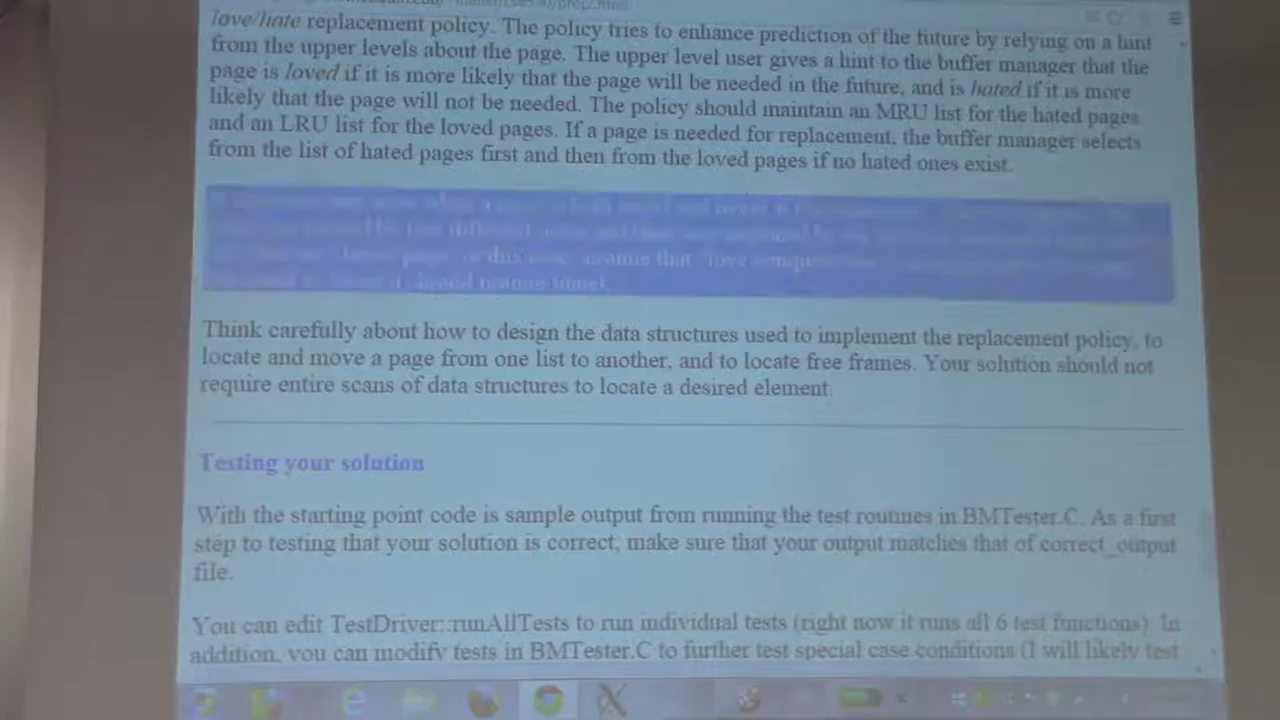 love/hate replacement policy. The policy tries to enhance prediction of the future by relying on a hint
from the upper levels about the page. The upper level user gives a hint to the buffer manager that the
page is loved if it is more likely that the page will be needed in the future, and is hated if it is more
likely that the page will not be needed. The policy should maintain an MRU list for the hated pages
and an LRU list for the loved pages. If a page is needed for replacement, the buffer manager selects
from the list of hated pages first and then from the loved pages if no hated ones exist.
different
this assume that love
Think carefully about how to design the data structures used to implement the replacement policy, to
locate and move a page from one list to another, and to locate free frames. Your solution should not
require entire scans of data structures to locate a desired element.
Testing your solution
With the starting point code is sample output from running the test routines in BMTester.C. As a first
step to testing that your solution is correct, make sure that your output matches that of correct_output
file.
You can edit TestDriver::runAllTests to run individual tests (right now it runs all 6 test functions). In
addition, you can modify tests in BMTester.C to further test special case conditions (I will likely test